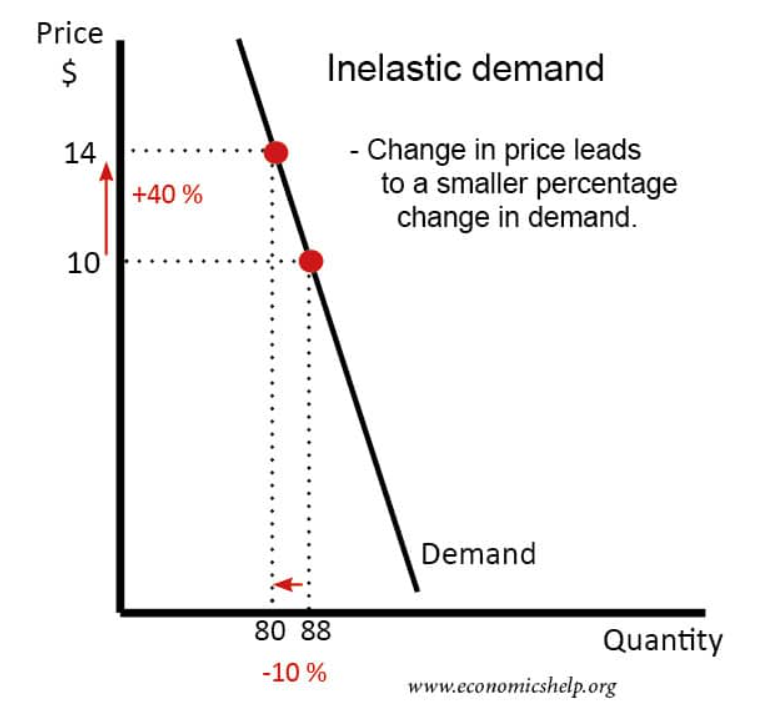 Price
$
Inelastic demand
14
- Change in price leads
to a smaller percentage
change in demand.
+40 %
10
Demand
80 88
Quantity
-10 %
www.economicshelp.org